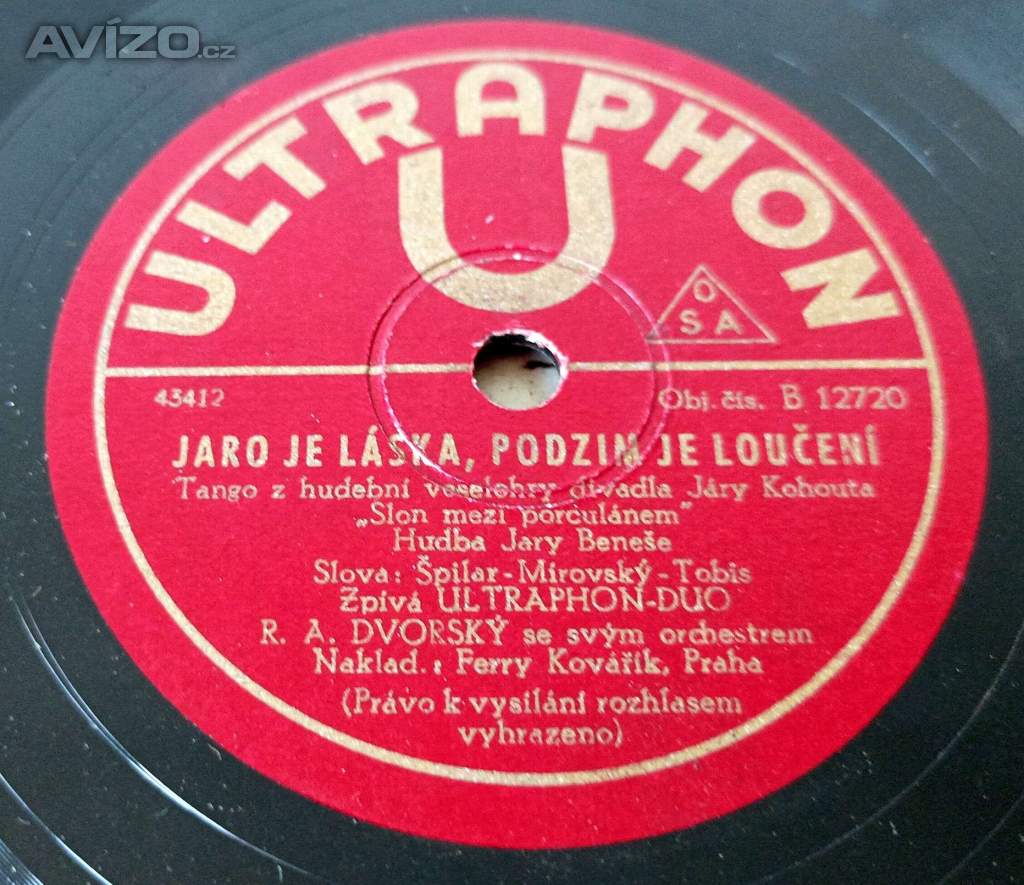 AVÍZO.cz
ULTRAPHON
U
O
SA
43412
Obj. čís. B 12720
JARO JE LÁSKA, PODZIM JE LOUČENÍ
Tango z hudební veselohry divadla Járy Kohouta
„Slon mezi porculánem"
Hudba Jary Beneše
Slova: Špilar-Mírovský-Tobis
Zpívá ULTRAPHON-DUO
R. A. DVORSKÝ se svým orchestrem
Naklad.: Ferry Kovářík, Praha
(Právo k vysílání rozhlasem
vyhrazeno)